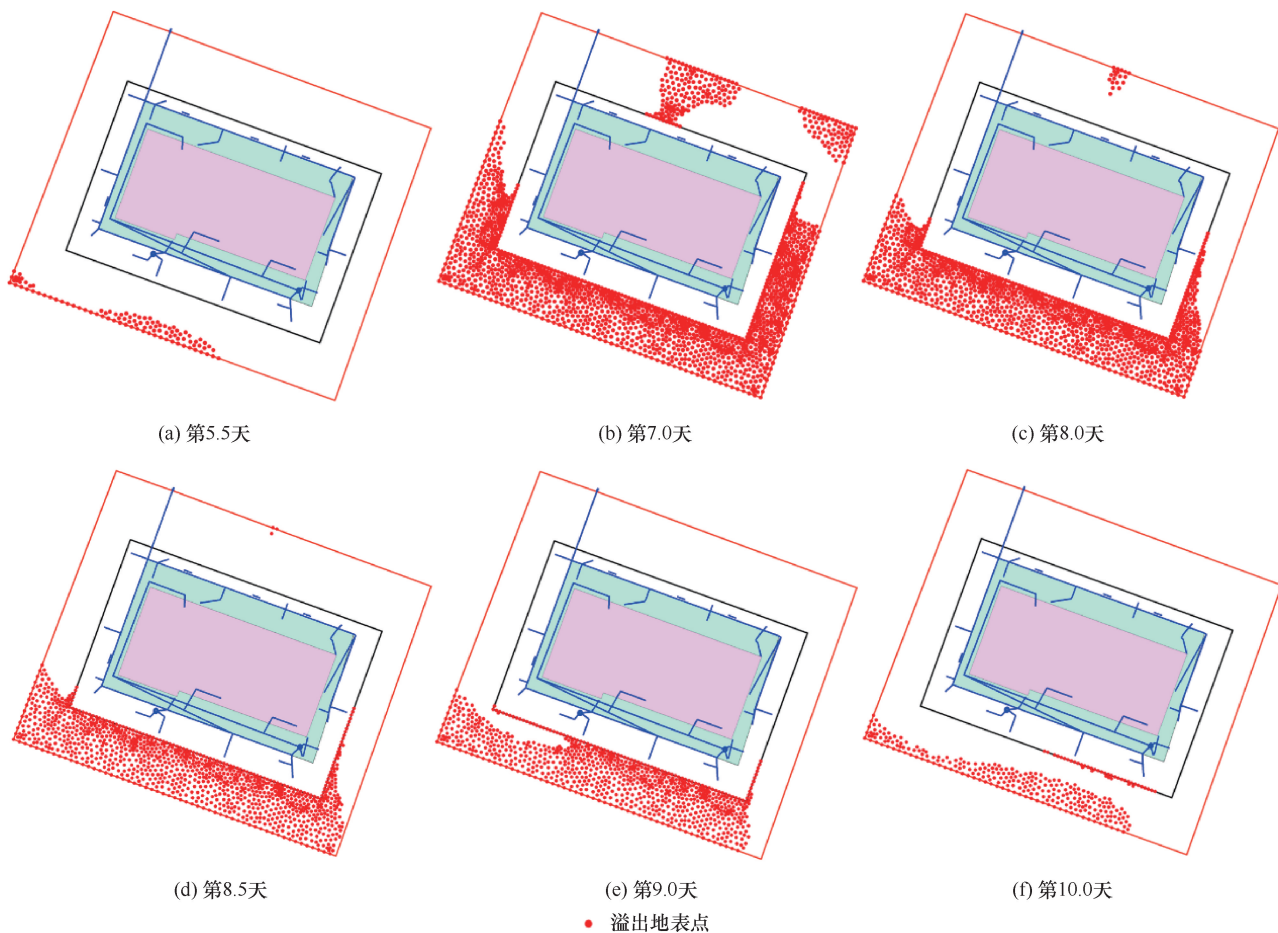 (a) 第5.5天
(b) 第7.0天
(c) 第8.0天
(d) 第8.5天
(e) 第9.0天
(f) 第10.0天
溢出地表点